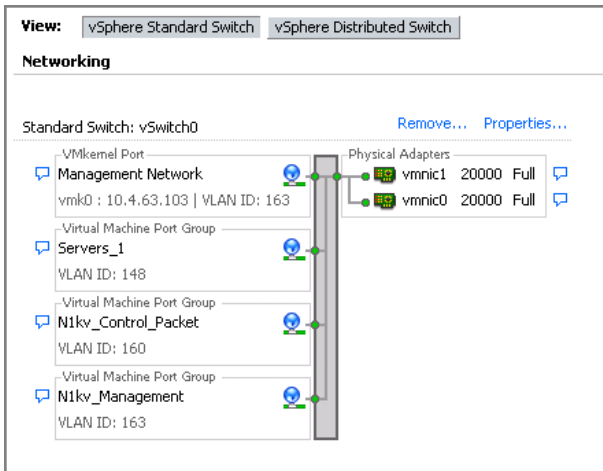 View: vSphere Standard Switch vSphere Distributed Switch
Networking
Standard Switch: vSwitch0 Remove... Properties...
VMkernel Port
Management Network
vmk0 : 10.4.63.103 | VLAN ID: 163
Physical Adapters
vmnic1 20000 Full
vmnic0 20000 Full
Virtual Machine Port Group
Servers_1
VLAN ID: 148
Virtual Machine Port Group
N1kv_Control_Packet
VLAN ID: 160
Virtual Machine Port Group
N1kv_Management
VLAN ID: 163